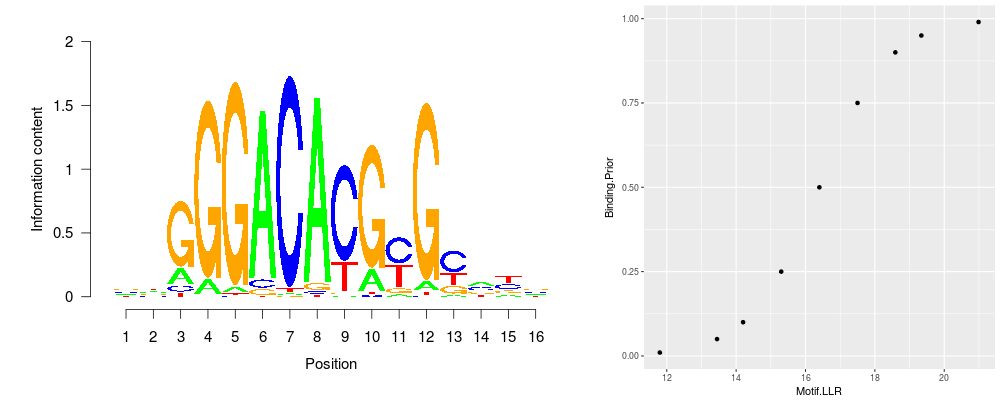 2
1.5
1
0.5
0
Information content
G G G A C A C G C G C
A A A C T A T A T
1 2 3 4 5 6 7 8 9 10 11 12 13 14 15 16
Position
1.00
0.75
0.50
0.25
0.00
Binding.Prior
12 14 16 18 20
Motif.LLR